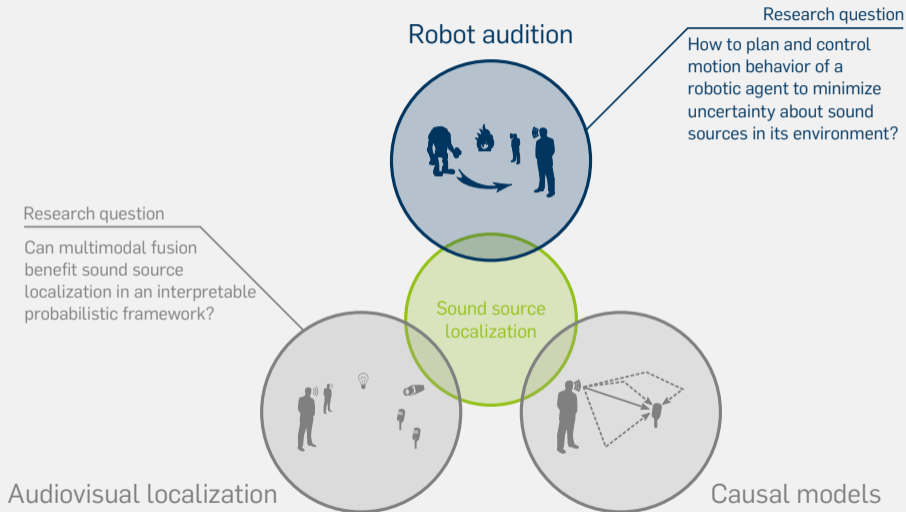 Robot audition
Research question
How to plan and control
motion behavior of a
robotic agent to minimize
uncertainty about sound
sources in its environment?
Research question
Can multimodal fusion
benefit sound source
localization in an interpretable
probabilistic framework?
Sound source
localization
Audiovisual localization
Causal models